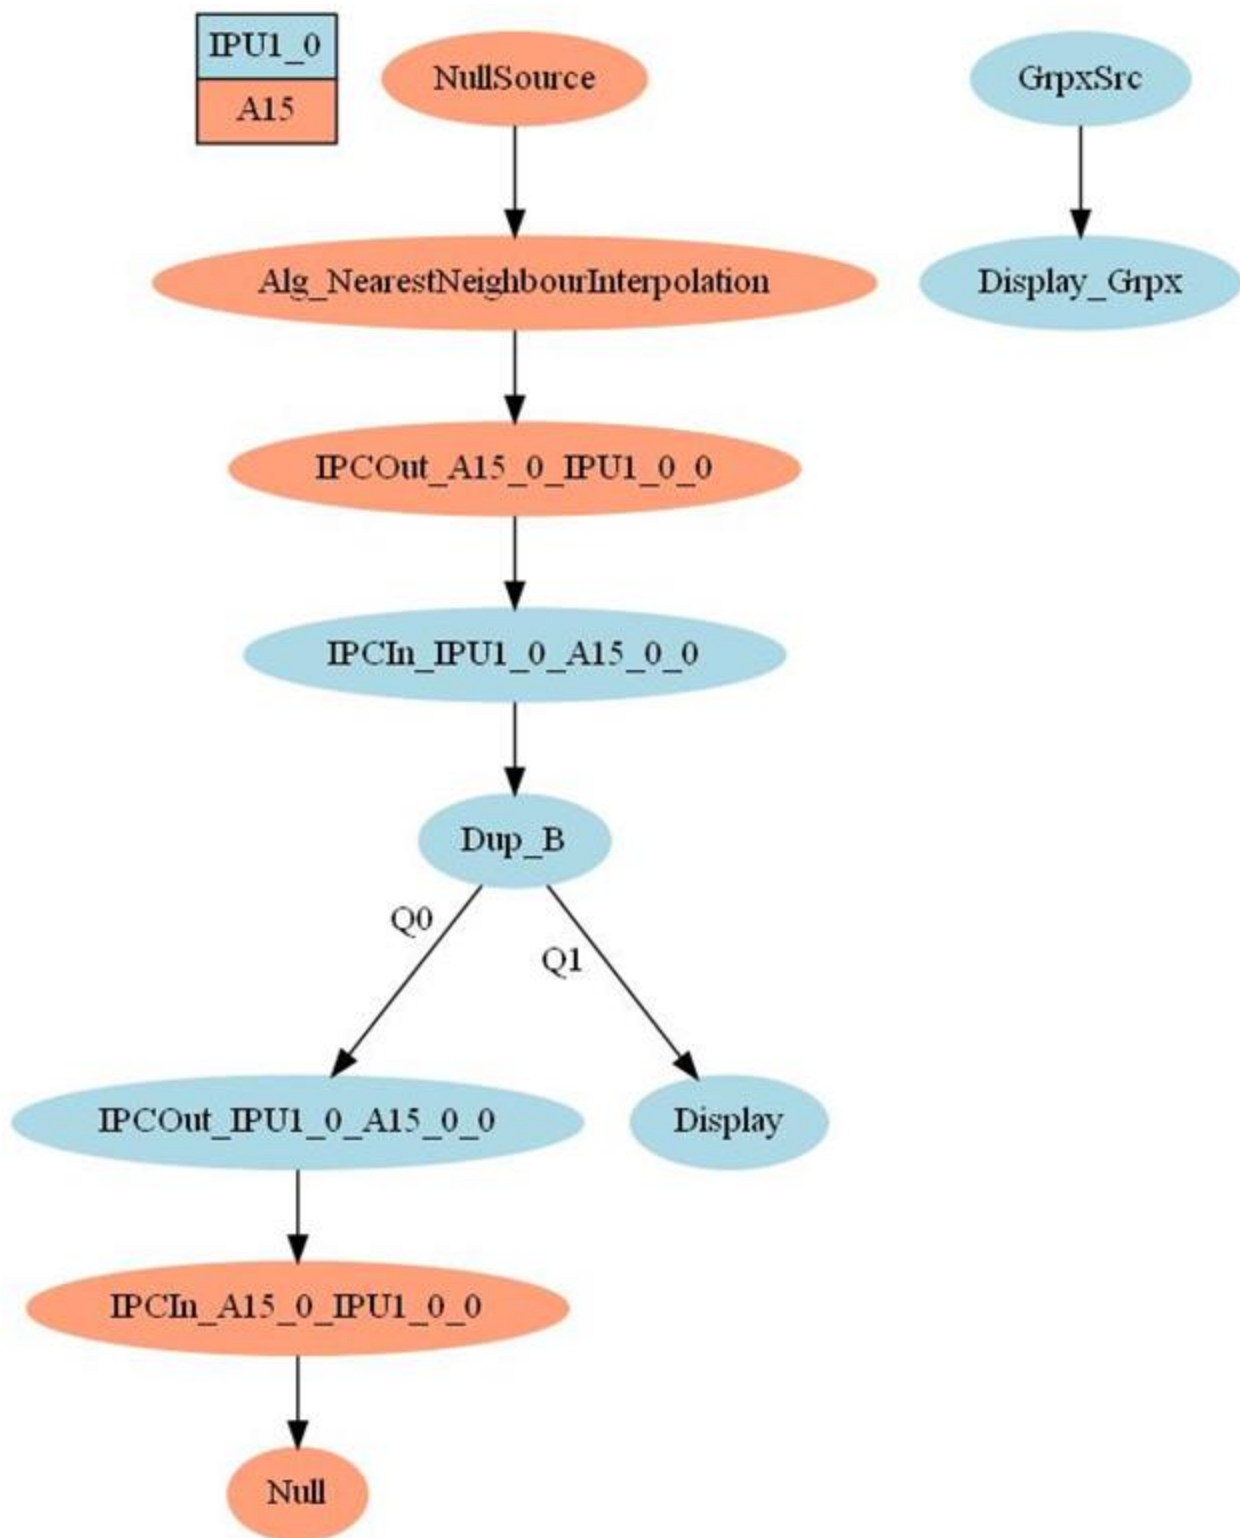 IPU1_0
A15
NullSource
GrpxSrc
Alg_NearestNeighbourInterpolation
Display_Grpx
IPCOut_A15_0_IPU1_0_0
IPCIn_IPU1_0_A15_0_0
Dup_B
Q0
Q1
IPCOut_IPU1_0_A15_0_0
Display
IPCIn_A15_0_IPU1_0_0
Null